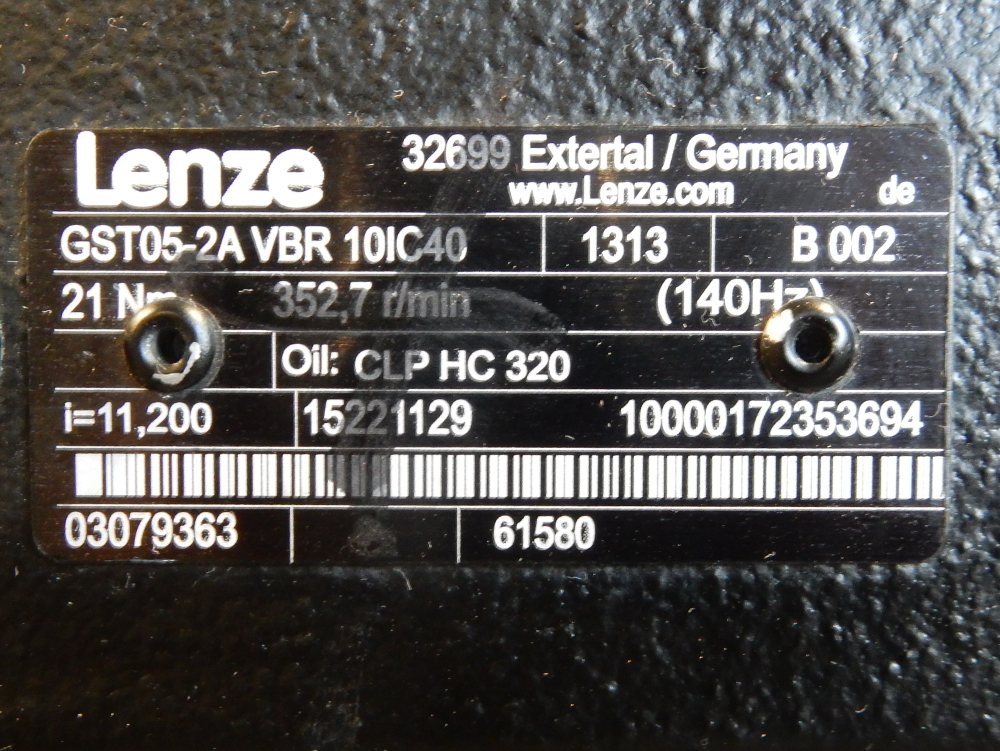 Lenze 32699 Extertal / Germany
www.Lenze.com de
GST05-2A VBR 10IC40 1313 B 002
21 Nm 352,7 r/min (140Hz)
Oil: CLP HC 320
i=11,200 15221129 10000172353694
03079363 61580